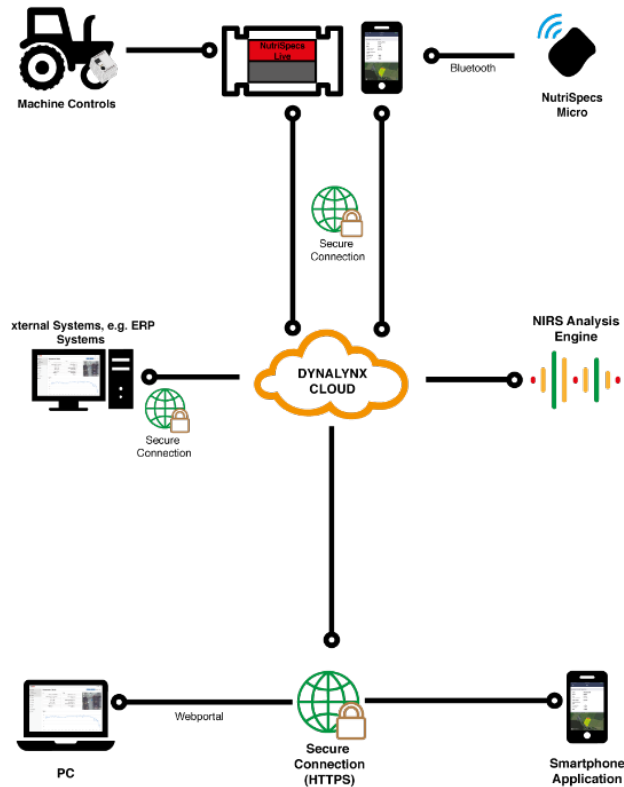 NutriSpecs
Live
Machine Controls
Bluetooth
NutriSpecs
Micro
Secure
Connection
xternal Systems, e.g. ERP
Systems
DYNALYNX
CLOUD
NIRS Analysis
Engine
Secure
Connection
Webportal
PC
Secure
Connection
(HTTPS)
Smartphone
Application